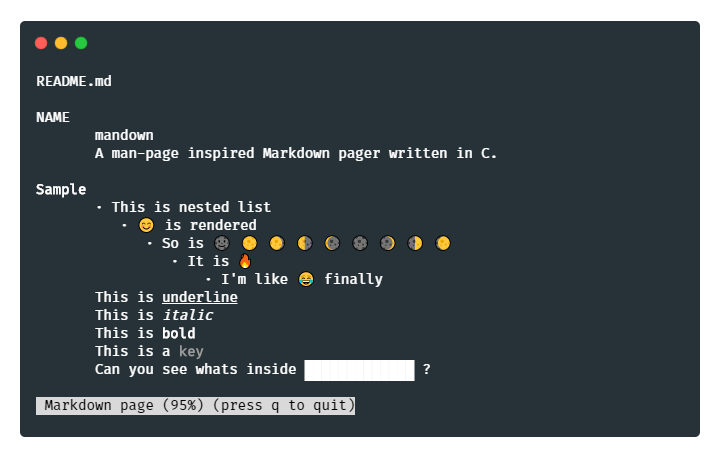 README.md
NAME
mandown
A man-page inspired Markdown pager written in C.
Sample
· This is nested list
· 😊 is rendered
· So is 🌚 🌕 🌖 🌗 🌘 🌑 🌒 🌓 🌕
· It is 🔥
· I'm like 😂 finally
This is underline
This is italic
This is bold
This is a key
Can you see whats inside ?
Markdown page (95%) (press q to quit)